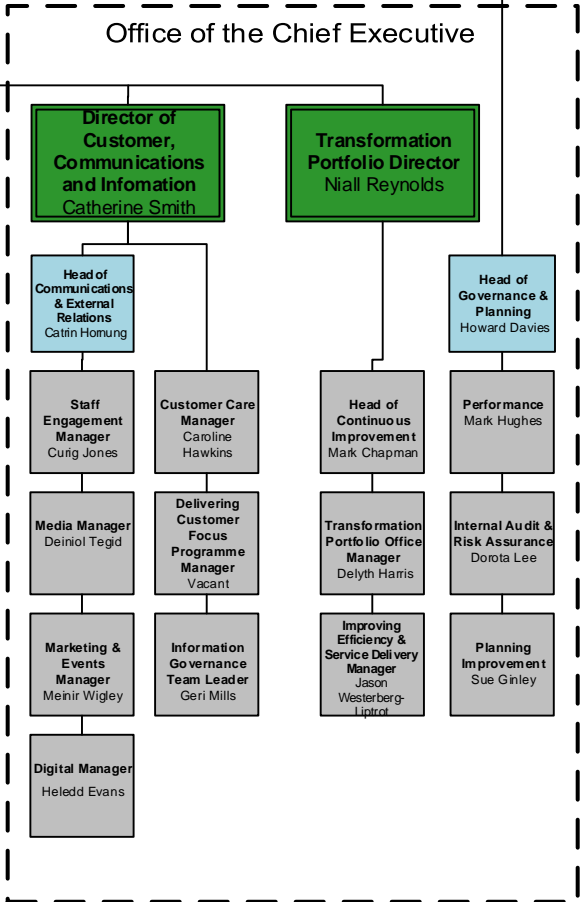 Office of the Chief Executive
Director of
Customer,
Communications
and Infomation
Catherine Smith
Transformation
Portfolio Director
Niall Reynolds
Head of
Communications
& External
Relations
Catrin Hornung
Head of
Governance &
Planning
Howard Davies
Staff
Engagement
Manager
Curig Jones
Customer Care
Manager
Caroline
Hawkins
Head of
Continuous
Improvement
Mark Chapman
Performance
Mark Hughes
Media Manager
Deiniol Tegid
Delivering
Customer
Focus
Programme
Manager
Vacant
Transformation
Portfolio Office
Manager
Delyth Harris
Internal Audit &
Risk Assurance
Dorota Lee
Marketing &
Events
Manager
Meinir Wigley
Information
Governance
Team Leader
Geri Mills
Improving
Efficiency &
Service Delivery
Manager
Jason
Westerberg-
Liptrot
Planning
Improvement
Sue Ginley
Digital Manager
Heledd Evans